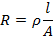 R = ρ l/A